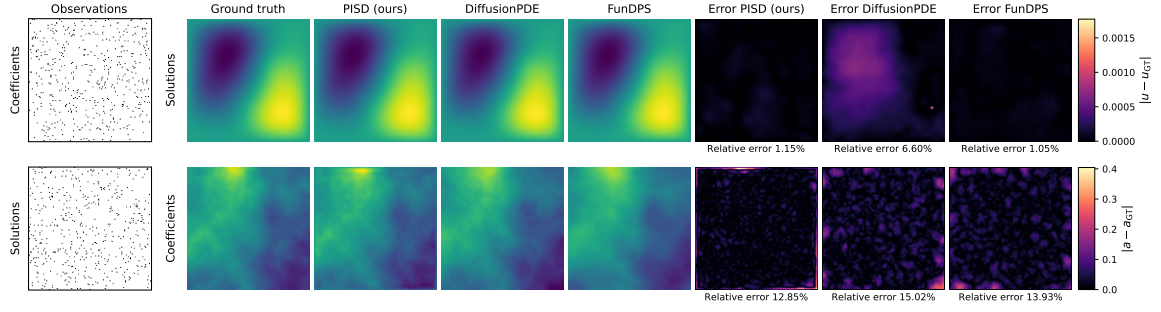 Observations
Ground truth
PISD (ours)
DiffusionPDE
FunDPS
Error PISD (ours)
Error DiffusionPDE
Error FunDPS
Coefficients
Solutions
0.0015
0.0010
0.0005
0.0000
|u − u_GT|
Relative error 1.15%
Relative error 6.60%
Relative error 1.05%
Solutions
Coefficients
0.4
0.3
0.2
0.1
0.0
|a − a_GT|
Relative error 12.85%
Relative error 15.02%
Relative error 13.93%